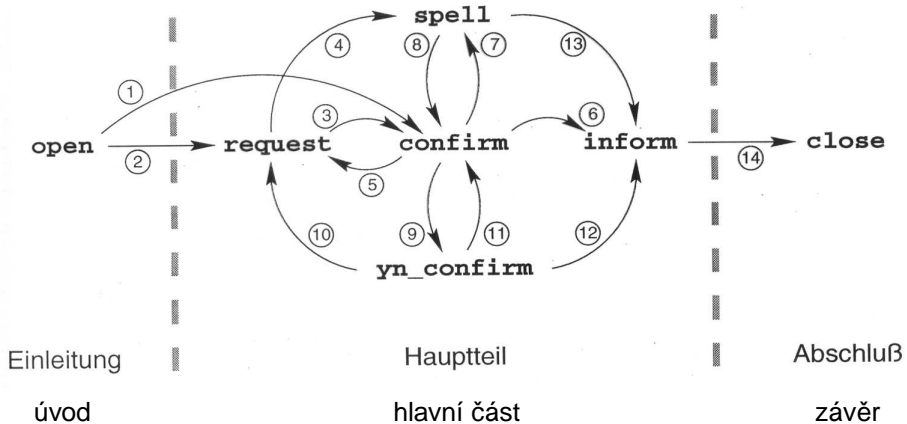 spell
④ ⑧ ⑦ ⑬
①
③ ⑥
open request confirm inform close
② ⑤ ⑭
⑩ ⑨ ⑪ ⑫
yn_confirm
Einleitung Hauptteil Abschluß
úvod hlavní část závěr